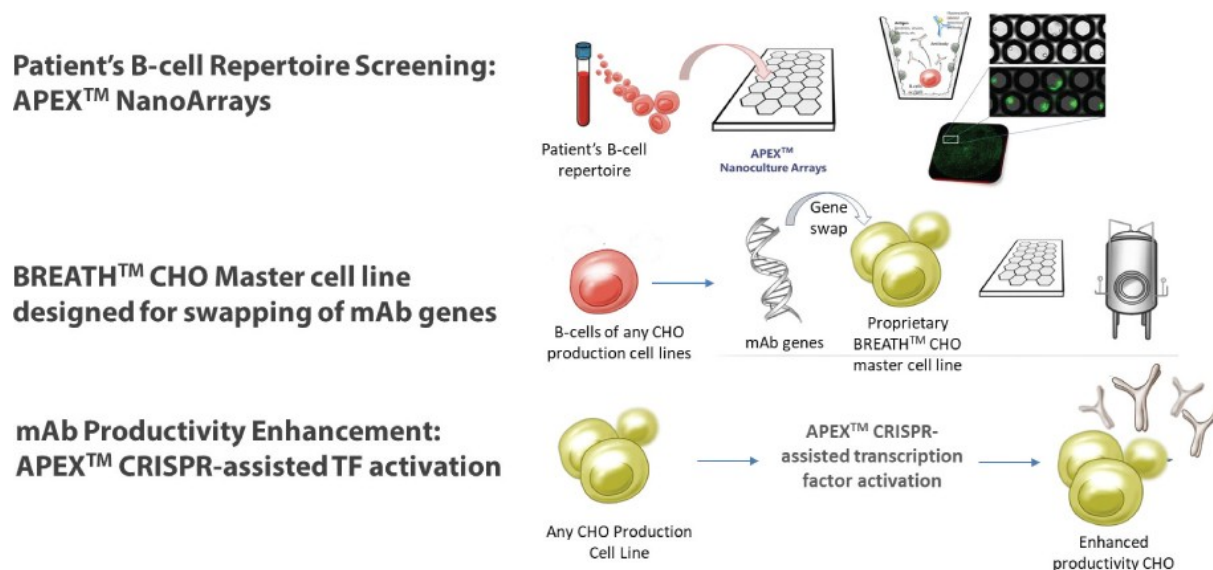 Patient's B-cell Repertoire Screening:
APEX™ NanoArrays
Patient's B-cell
repertoire
APEX™
Nanoculture Arrays
Antigen
Antibody
B-cell
BREATH™ CHO Master cell line
designed for swapping of mAb genes
B-cells of any CHO
production cell lines
mAb genes
Gene
swap
Proprietary
BREATH™ CHO
master cell line
mAb Productivity Enhancement:
APEX™ CRISPR-assisted TF activation
Any CHO Production
Cell Line
APEX™ CRISPR-
assisted transcription
factor activation
Enhanced
productivity CHO